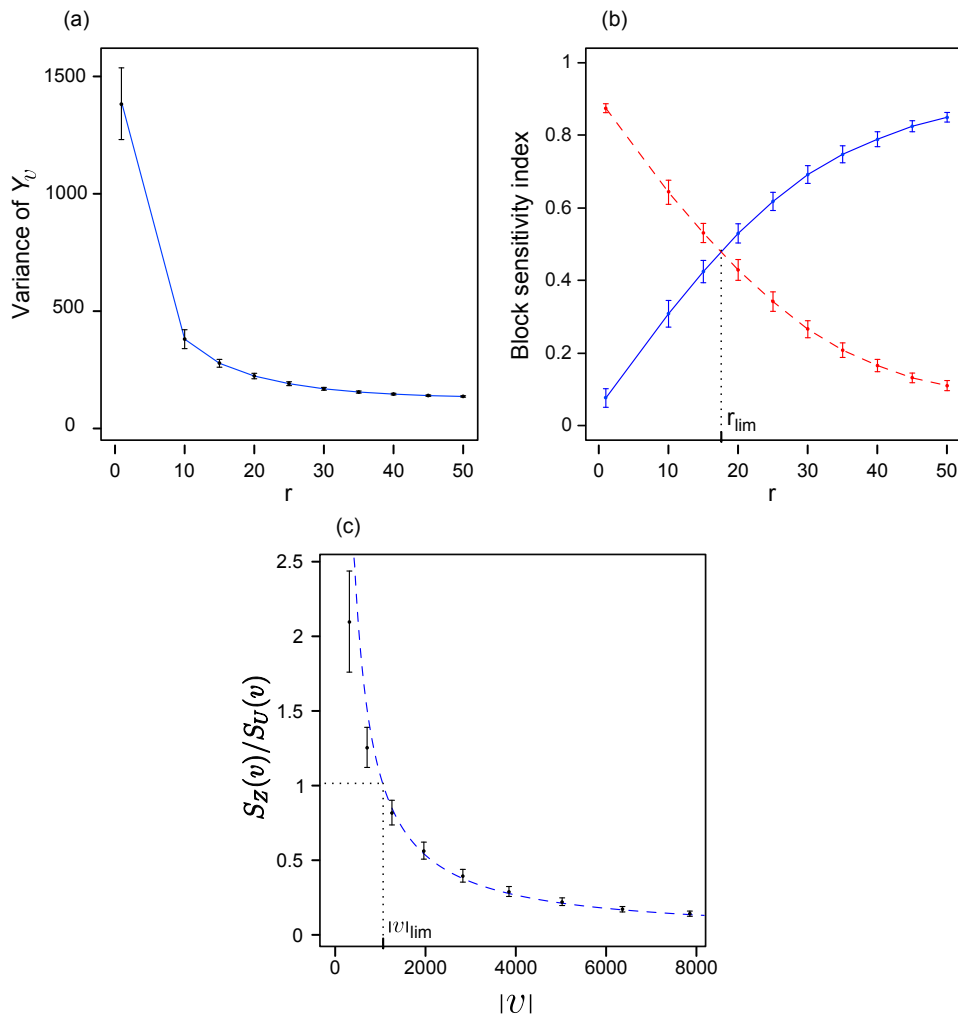 (a)
Variance of Y𝑣
1500
1000
500
0
0 10 20 30 40 50
r
(b)
Block sensitivity index
1
0.8
0.6
0.4
0.2
0
r_lim
0 10 20 30 40 50
r
(c)
S_Z(v)/S_U(v)
2.5
2
1.5
1
0.5
0
|v|_lim
0 2000 4000 6000 8000
|v|